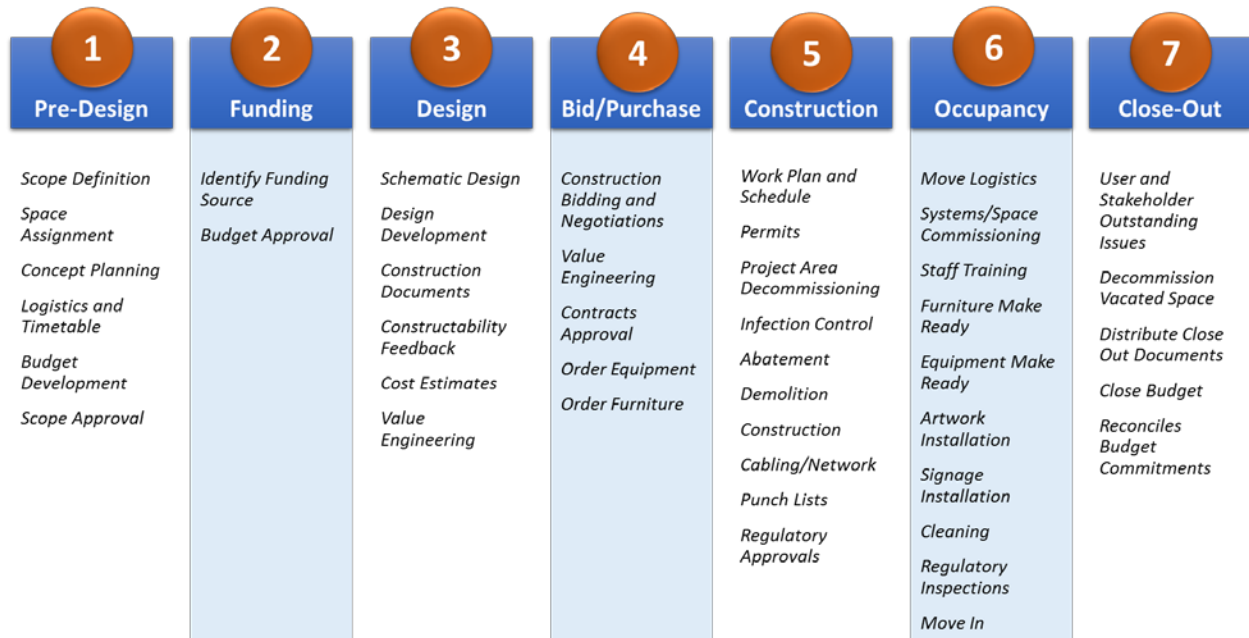 1
Pre-Design
Scope Definition
Space
Assignment
Concept Planning
Logistics and
Timetable
Budget
Development
Scope Approval
2
Funding
Identify Funding
Source
Budget Approval
3
Design
Schematic Design
Design
Development
Construction
Documents
Constructability
Feedback
Cost Estimates
Value
Engineering
4
Bid/Purchase
Construction
Bidding and
Negotiations
Value
Engineering
Contracts
Approval
Order Equipment
Order Furniture
5
Construction
Work Plan and
Schedule
Permits
Project Area
Decommissioning
Infection Control
Abatement
Demolition
Construction
Cabling/Network
Punch Lists
Regulatory
Approvals
6
Occupancy
Move Logistics
Systems/Space
Commissioning
Staff Training
Furniture Make
Ready
Equipment Make
Ready
Artwork
Installation
Signage
Installation
Cleaning
Regulatory
Inspections
Move In
7
Close-Out
User and
Stakeholder
Outstanding
Issues
Decommission
Vacated Space
Distribute Close
Out Documents
Close Budget
Reconciles
Budget
Commitments